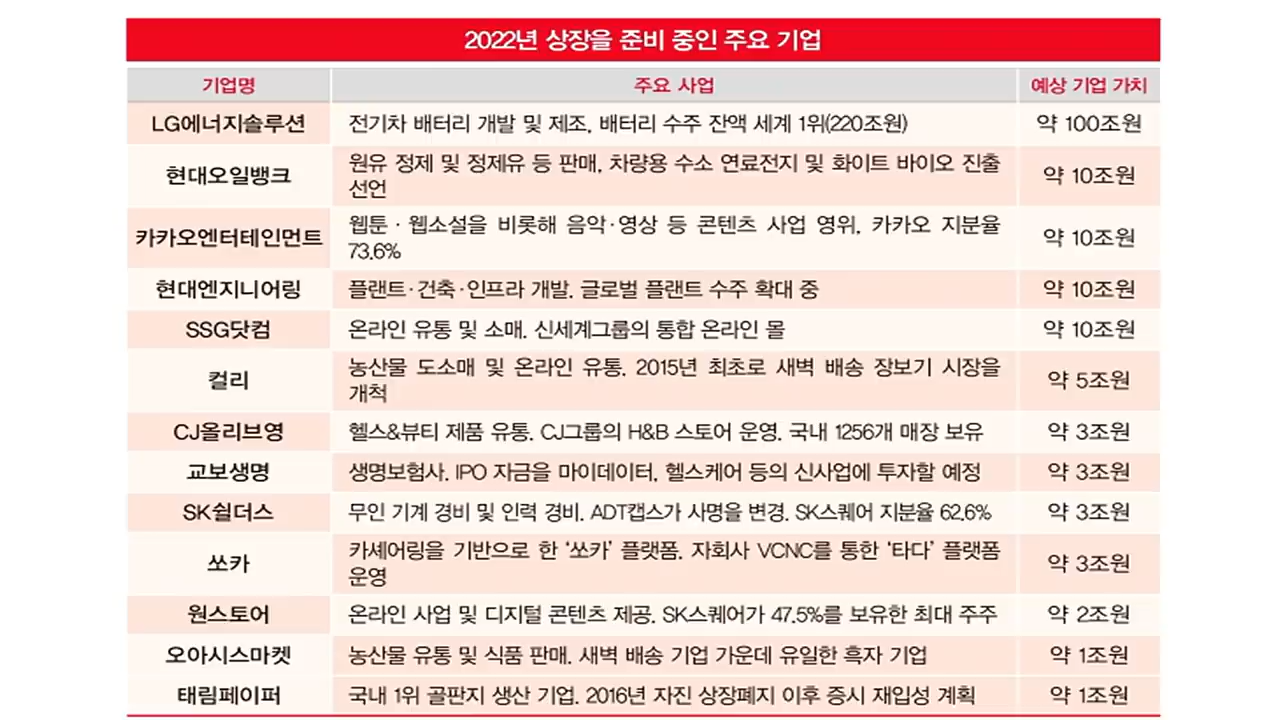 2022년 상장을 준비 중인 주요 기업
기업명 주요 사업 예상 기업 가치
LG에너지솔루션 전기차 배터리 개발 및 제조. 배터리 수주 잔액 세계 1위(220조원) 약 100조원
현대오일뱅크 원유 정제 및 정제유 등 판매, 차량용 수소 연료전지 및 화이트 바이오 진출 약 10조원
선언
카카오엔터테인먼트 웹툰·웹소설을 비롯해 음악·영상 등 콘텐츠 사업 영위, 카카오 지분율 약 10조원
73.6%
현대엔지니어링 플랜트·건축·인프라 개발. 글로벌 플랜트 수주 확대 중 약 10조원
SSG닷컴 온라인 유통 및 소매. 신세계그룹의 통합 온라인 몰 약 10조원
컬리 농산물 도소매 및 온라인 유통. 2015년 최초로 새벽 배송 장보기 시장을 약 5조원
개척
CJ올리브영 헬스&뷰티 제품 유통. CJ그룹의 H&B 스토어 운영. 국내 1256개 매장 보유 약 3조원
교보생명 생명보험사. IPO 자금을 마이데이터, 헬스케어 등의 신사업에 투자할 예정 약 3조원
SK쉴더스 무인 기계 경비 및 인력 경비. ADT캡스가 사명을 변경. SK스퀘어 지분율 62.6% 약 3조원
쏘카 카셰어링을 기반으로 한 '쏘카' 플랫폼. 자회사 VCNC를 통한 '타다' 플랫폼 약 3조원
운영
원스토어 온라인 사업 및 디지털 콘텐츠 제공. SK스퀘어가 47.5%를 보유한 최대 주주 약 2조원
오아시스마켓 농산물 유통 및 식품 판매. 새벽 배송 기업 가운데 유일한 흑자 기업 약 1조원
태림페이퍼 국내 1위 골판지 생산 기업. 2016년 자진 상장폐지 이후 증시 재입성 계획 약 1조원